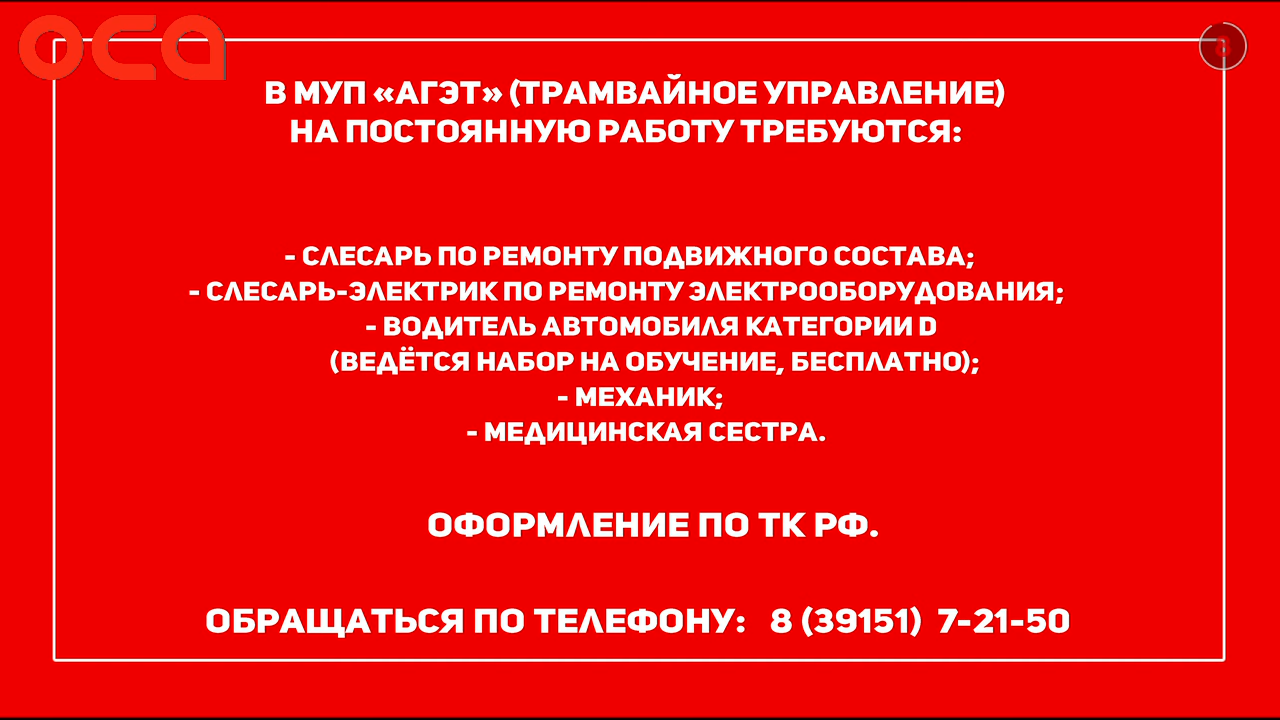 оса
8
В МУП «АГЭТ» (ТРАМВАЙНОЕ УПРАВЛЕНИЕ)
НА ПОСТОЯННУЮ РАБОТУ ТРЕБУЮТСЯ:
- СЛЕСАРЬ ПО РЕМОНТУ ПОДВИЖНОГО СОСТАВА;
- СЛЕСАРЬ-ЭЛЕКТРИК ПО РЕМОНТУ ЭЛЕКТРООБОРУДОВАНИЯ;
- ВОДИТЕЛЬ АВТОМОБИЛЯ КАТЕГОРИИ D
(ВЕДЁТСЯ НАБОР НА ОБУЧЕНИЕ, БЕСПЛАТНО);
- МЕХАНИК;
- МЕДИЦИНСКАЯ СЕСТРА.
ОФОРМЛЕНИЕ ПО ТК РФ.
ОБРАЩАТЬСЯ ПО ТЕЛЕФОНУ: 8 (39151) 7-21-50